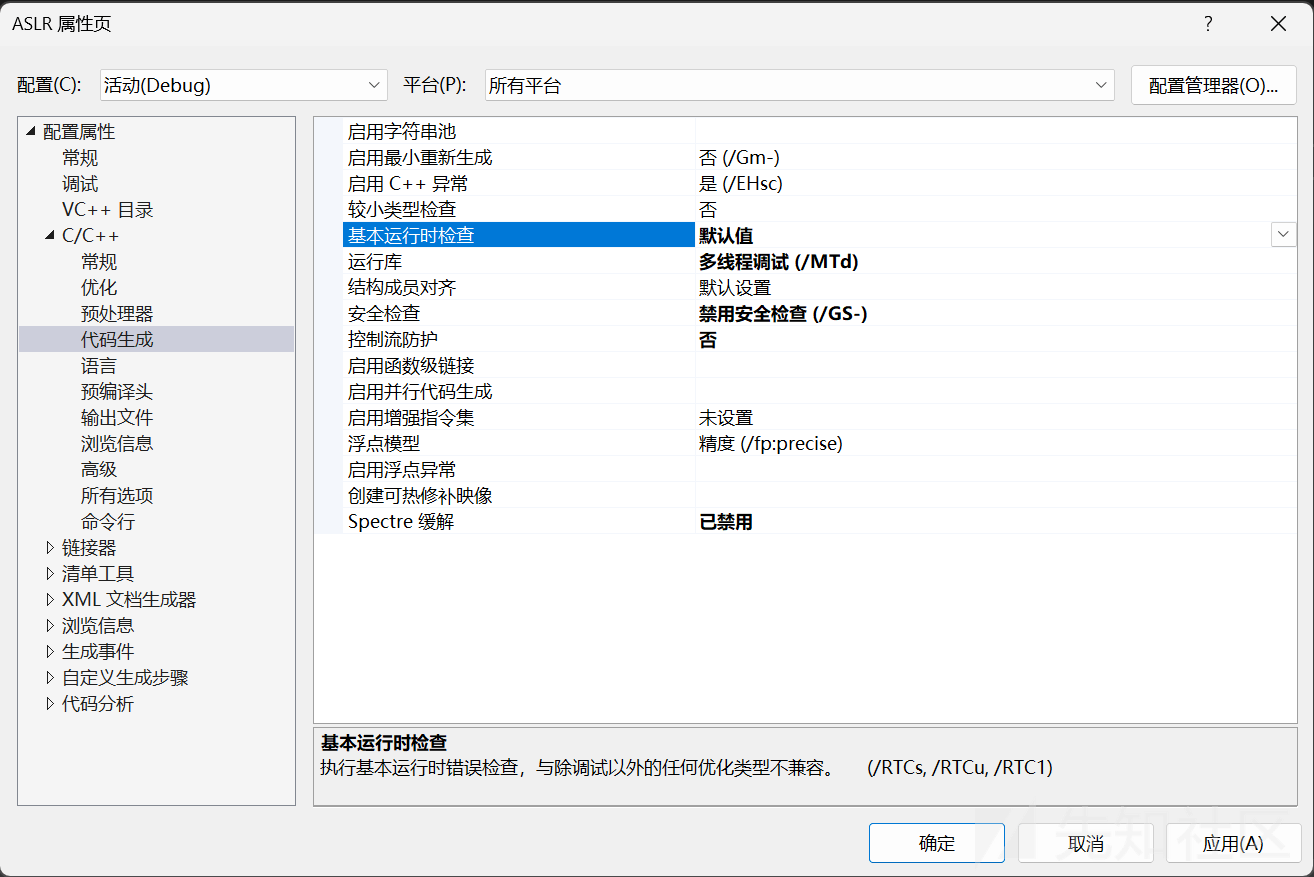 ASLR 属性页
?
配置(C): 活动(Debug) 平台(P): 所有平台 配置管理器(O)...
配置属性
常规
调试
VC++ 目录
C/C++
常规
优化
预处理器
代码生成
语言
预编译头
输出文件
浏览信息
高级
所有选项
命令行
链接器
清单工具
XML 文档生成器
浏览信息
生成事件
自定义生成步骤
代码分析
启用字符串池
启用最小重新生成 否 (/Gm-)
启用 C++ 异常 是 (/EHsc)
较小类型检查 否
基本运行时检查 默认值
运行库 多线程调试 (/MTd)
结构成员对齐 默认设置
安全检查 禁用安全检查 (/GS-)
控制流防护 否
启用函数级链接
启用并行代码生成
启用增强指令集 未设置
浮点模型 精度 (/fp:precise)
启用浮点异常
创建可热修补映像
Spectre 缓解 已禁用
基本运行时检查
执行基本运行时错误检查，与除调试以外的任何优化类型不兼容。 (/RTCs, /RTCu, /RTC1)
确定 取消 应用(A)
先知社区